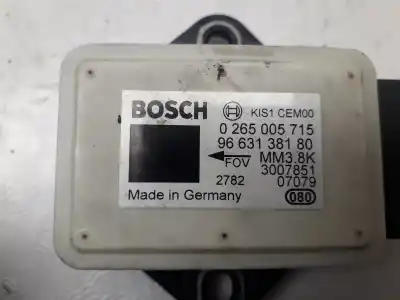 BOSCH KIS1 CEM00
0 265 005 715
96 631 381 80
FOV MM3.8K
3007851
2782 07079
Made in Germany 080